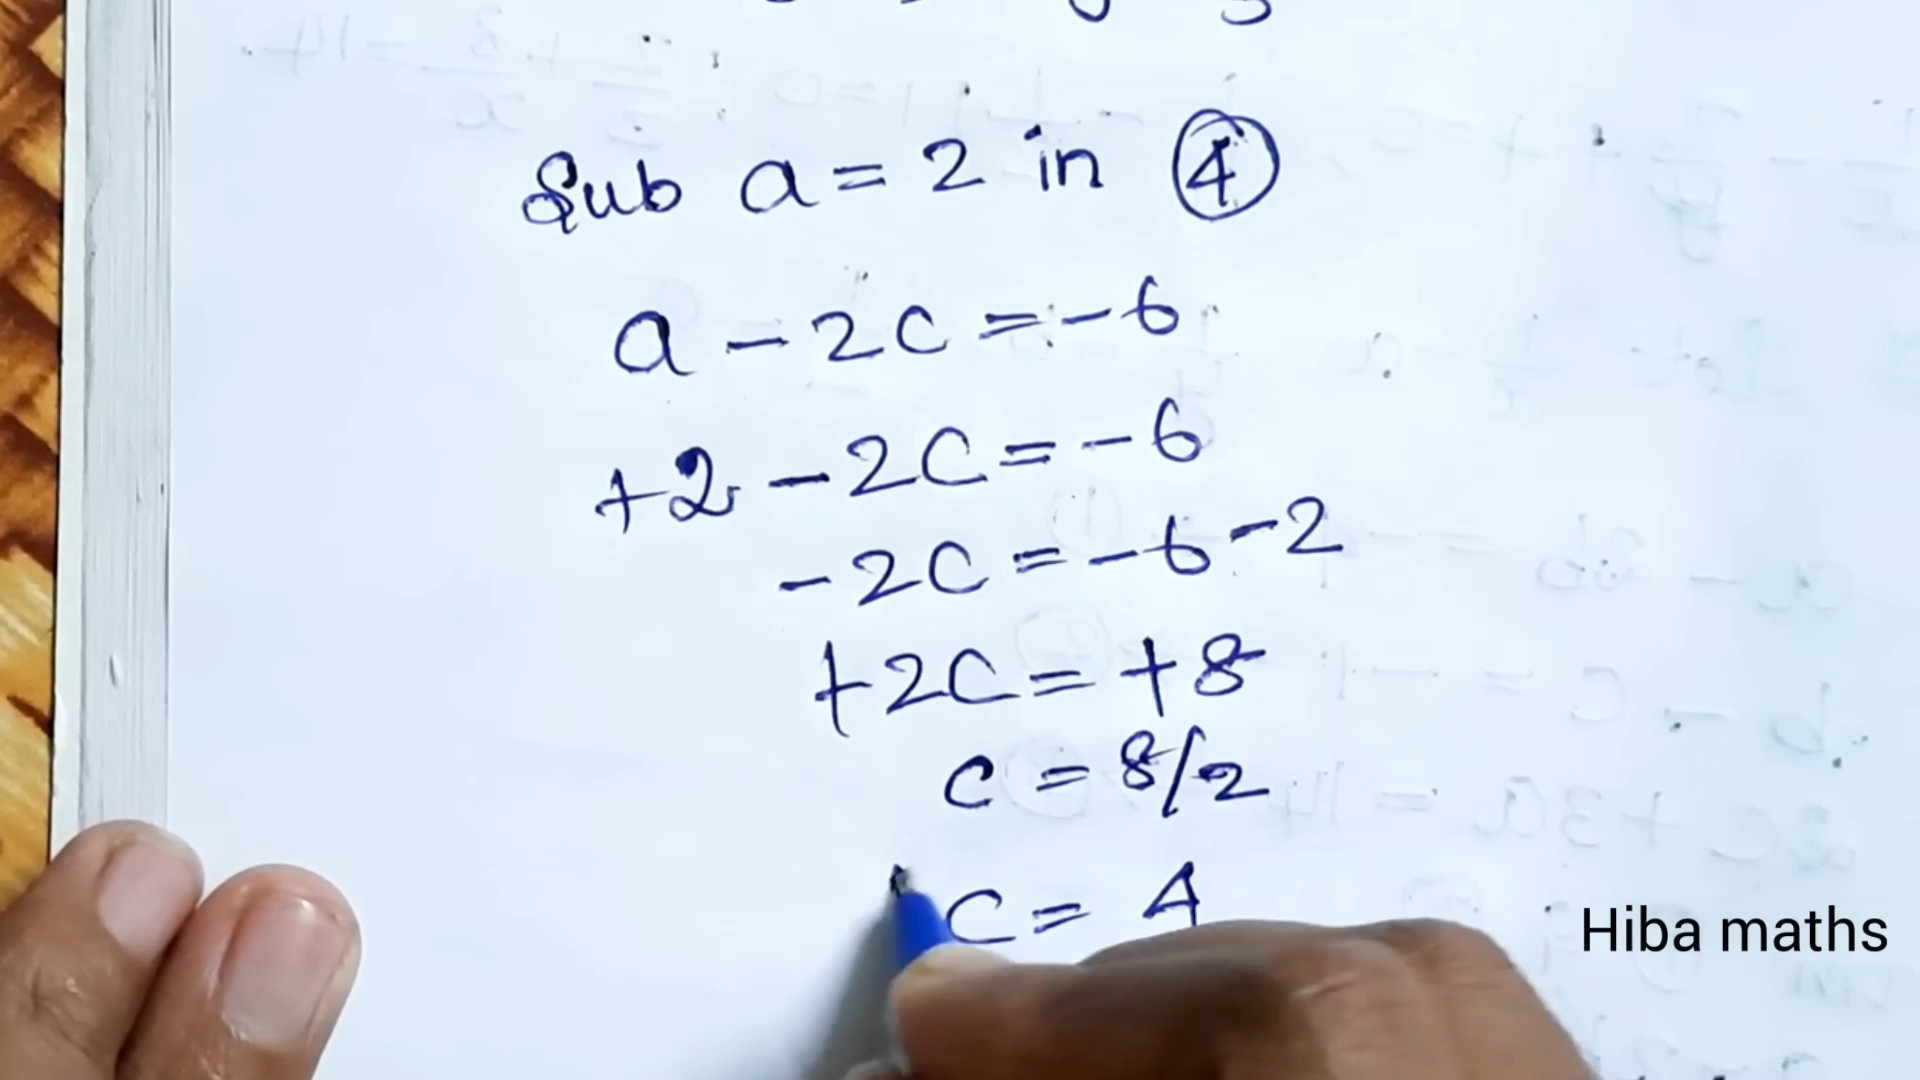 Sub a = 2 in ④
a - 2c = -6
+2 - 2c = -6
-2c = -6 -2
+2c = +8
c = 8/2
c = 4
Hiba maths